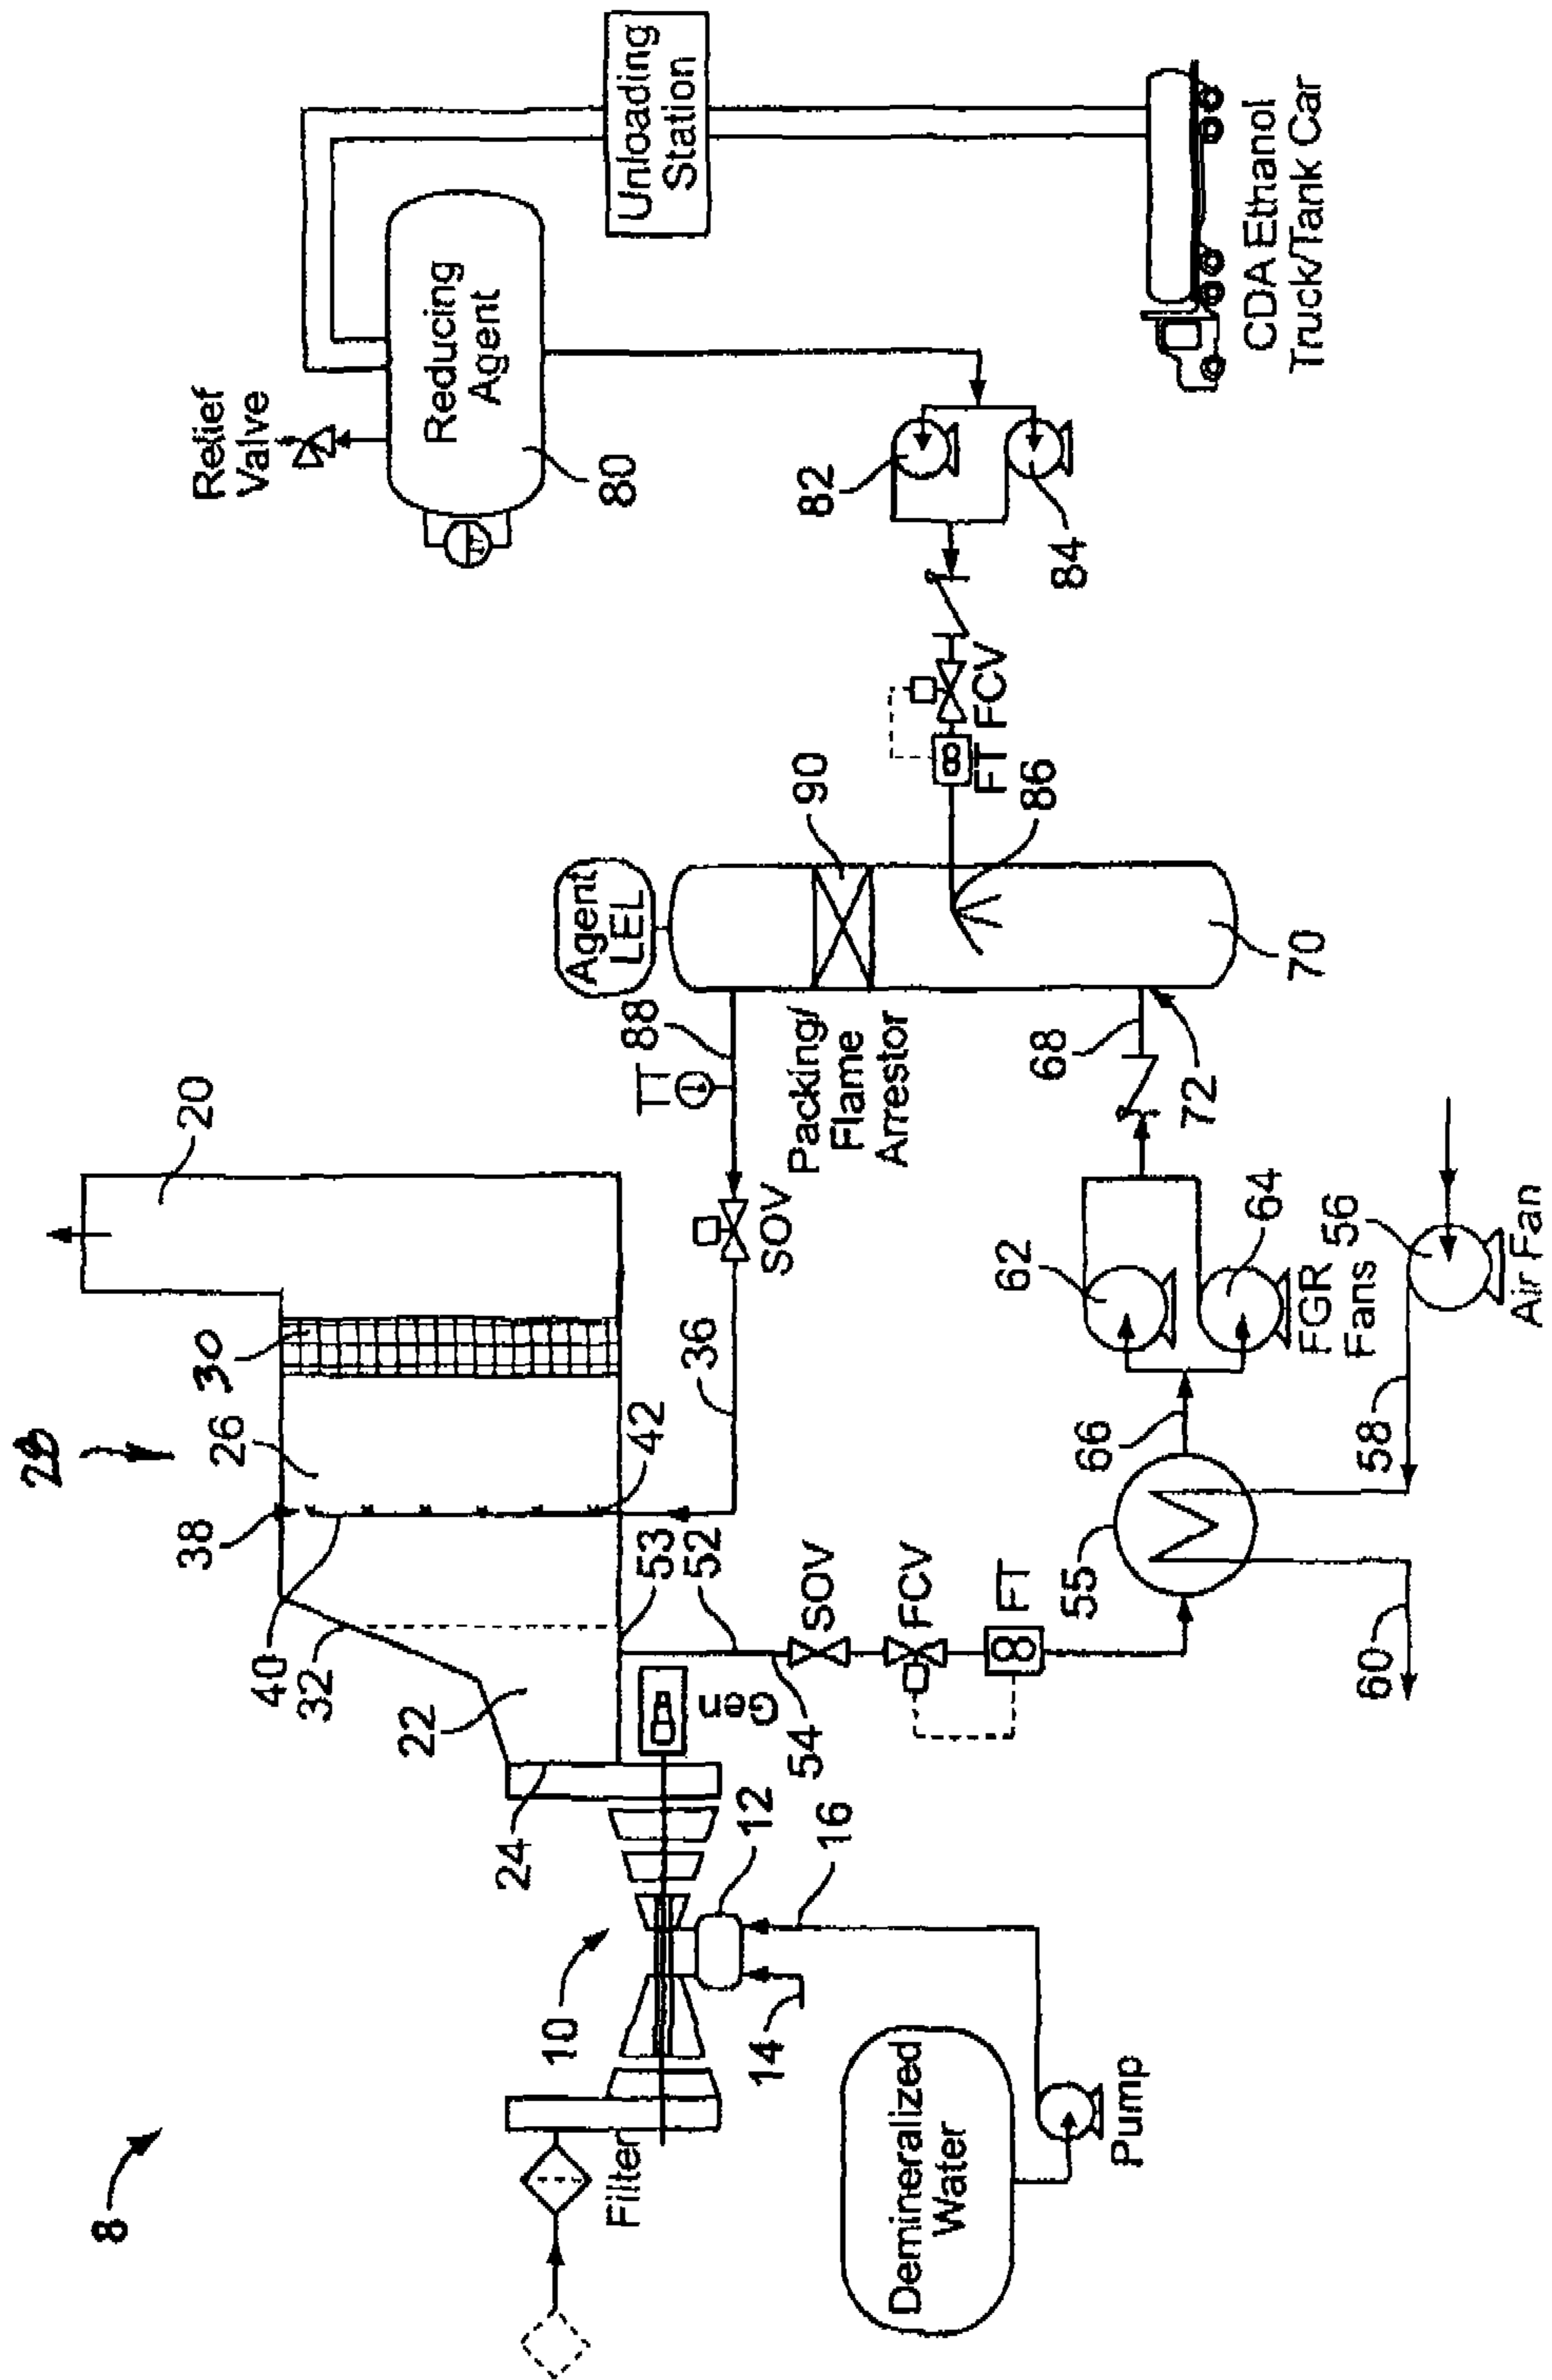 8
Filter
10
Demineralized
Water
Pump
14
16
12
24
22
32
40
38
28
26
30
20
Gen
54
52
53
42
36
SOV
FCV
FT
55
60
58
66
62
64
FGR
Fans
56
Air Fan
SOV
TT
88
68
72
70
Packing/
Flame
Arrestor
Agent
LEL
90
86
FT
FCV
82
84
Relief
Valve
Reducing
Agent
80
Unloading
Station
CDA Ethanol
Truck/Tank Car